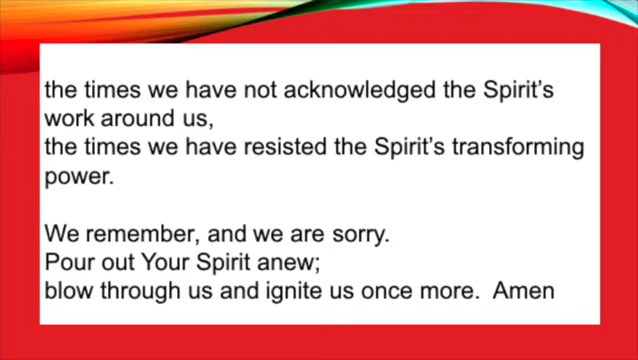 the times we have not acknowledged the Spirit's
work around us,
the times we have resisted the Spirit's transforming
power.
We remember, and we are sorry.
Pour out Your Spirit anew;
blow through us and ignite us once more.  Amen